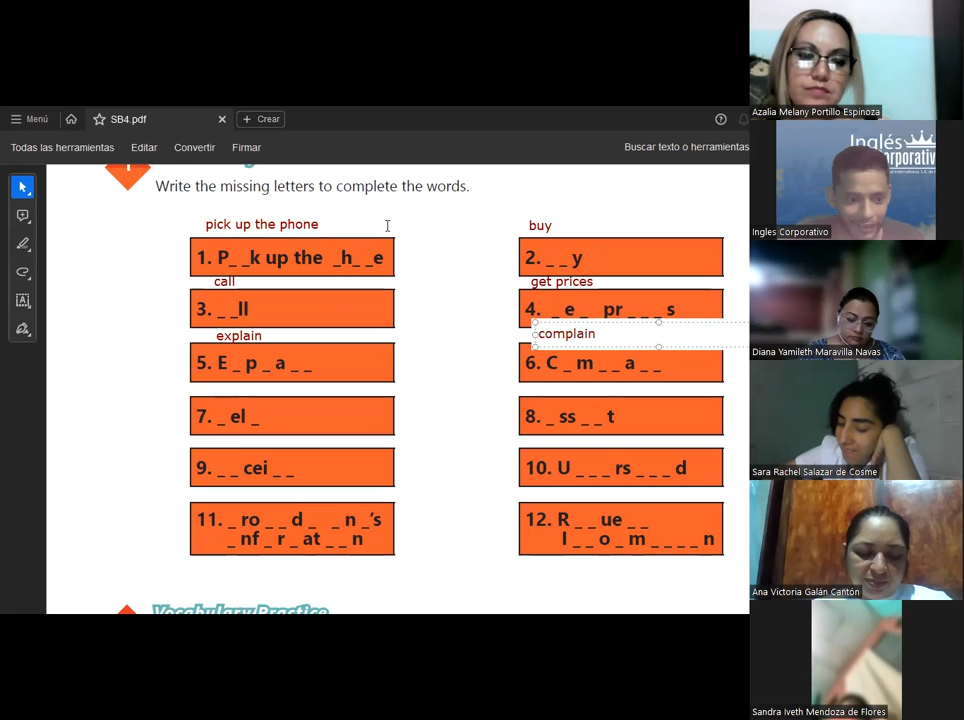 Menú
SB4.pdf
Crear
Todas las herramientas
Editar
Convertir
Firmar
Buscar texto o herramientas
Write the missing letters to complete the words.
pick up the phone
buy
1. P_ _k up the _h_ _e
2. _ _ y
call
get prices
3. _ _ll
4. _ e _ pr _ _ _ s
explain
complain
5. E _ p _ a _ _
6. C _ m _ _ a _ _
7. _ el _
8. _ ss _ _ t
9. _ _ cei _ _
10. U _ _ _ rs _ _ _ d
11. _ ro _ _ d _ _ n _'s
_ nf _ r _ at _ _ n
12. R _ _ ue _ _
I _ _ o _ m _ _ _ _ n
Vocabulary Practice
Azalia Melany Portillo Espinoza
Inglés
Corporativo
Ingles Corporativo
Diana Yamileth Maravilla Navas
Sara Rachel Salazar de Cosme
Ana Victoria Galán Cantón
Sandra Iveth Mendoza de Flores